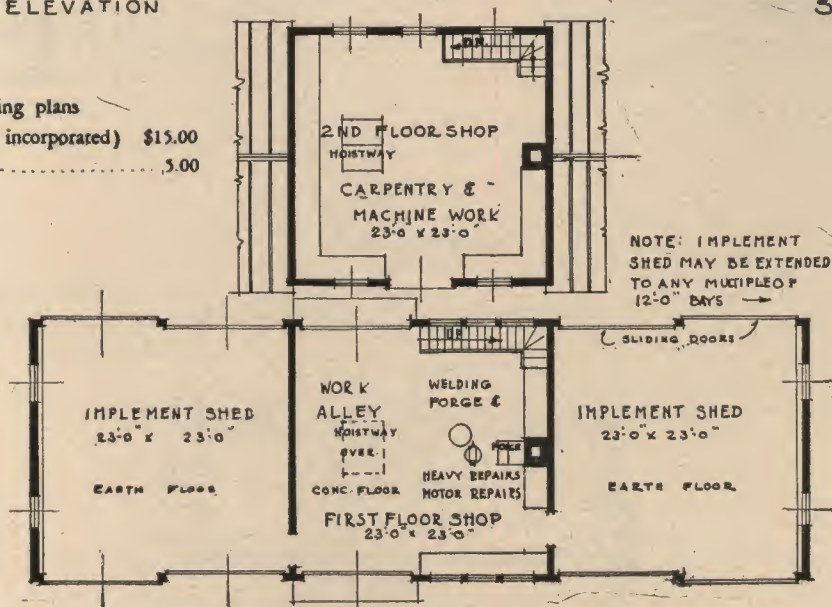 ELEVATION
S
ing plans
incorporated) $15.00
5.00
DN.
2ND FLOOR SHOP
HOISTWAY
CARPENTRY &
MACHINE WORK
23'-0" x 23'-0"
NOTE: IMPLEMENT
SHED MAY BE EXTENDED
TO ANY MULTIPLE OF
12'-0" BAYS
SLIDING DOORS
UP
IMPLEMENT SHED
23'-0" x 23'-0"
EARTH FLOOR
WORK
ALLEY
HOISTWAY
OVER
CONC. FLOOR
WELDING
FORGE &
HEAVY REPAIRS
MOTOR REPAIRS
FIRST FLOOR SHOP
23'-0" x 23'-0"
IMPLEMENT SHED
23'-0" x 23'-0"
EARTH FLOOR